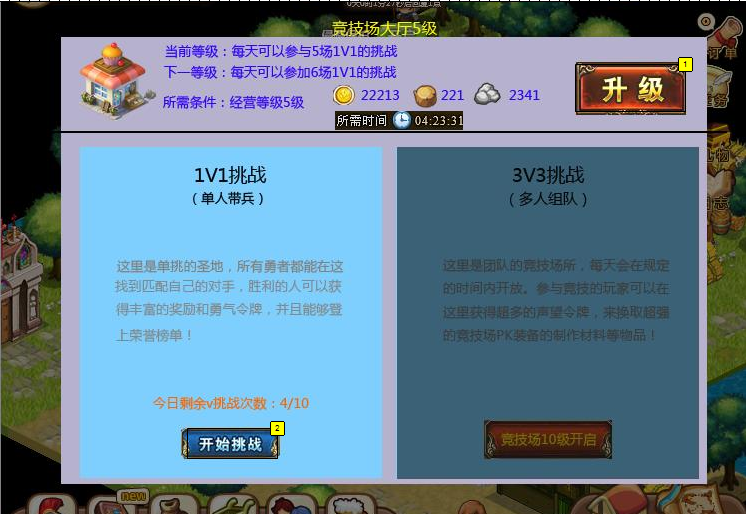 竞技场大厅5级
当前等级：每天可以参与5场1V1的挑战
下一等级：每天可以参加6场1V1的挑战
所需条件：经营等级5级
22213 221 2341
所需时间 04:23:31
升级
1
1V1挑战
（单人带兵）
这里是单挑的圣地，所有勇者都能在这
找到匹配自己的对手，胜利的人可以获
得丰富的奖励和勇气令牌，并且能够登
上荣誉榜单！
今日剩余v挑战次数：4/10
开始挑战
2
3V3挑战
（多人组队）
这里是团队的竞技场所，每天会在规定
的时间内开放。参与竞技的玩家可以在
这里获得超多的声望令牌，来换取超强
的竞技场PK装备的制作材料等物品！
竞技场10级开启
订单
new